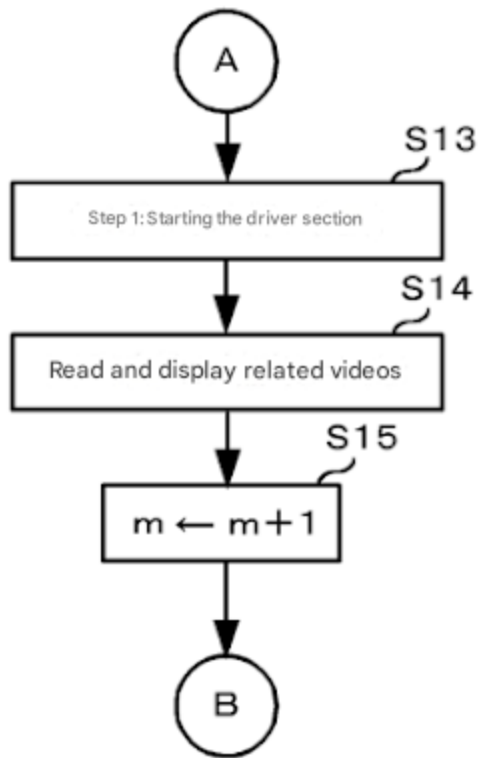 A
S13
Step 1: Starting the driver section
S14
Read and display related videos
S15
m ← m+1
B